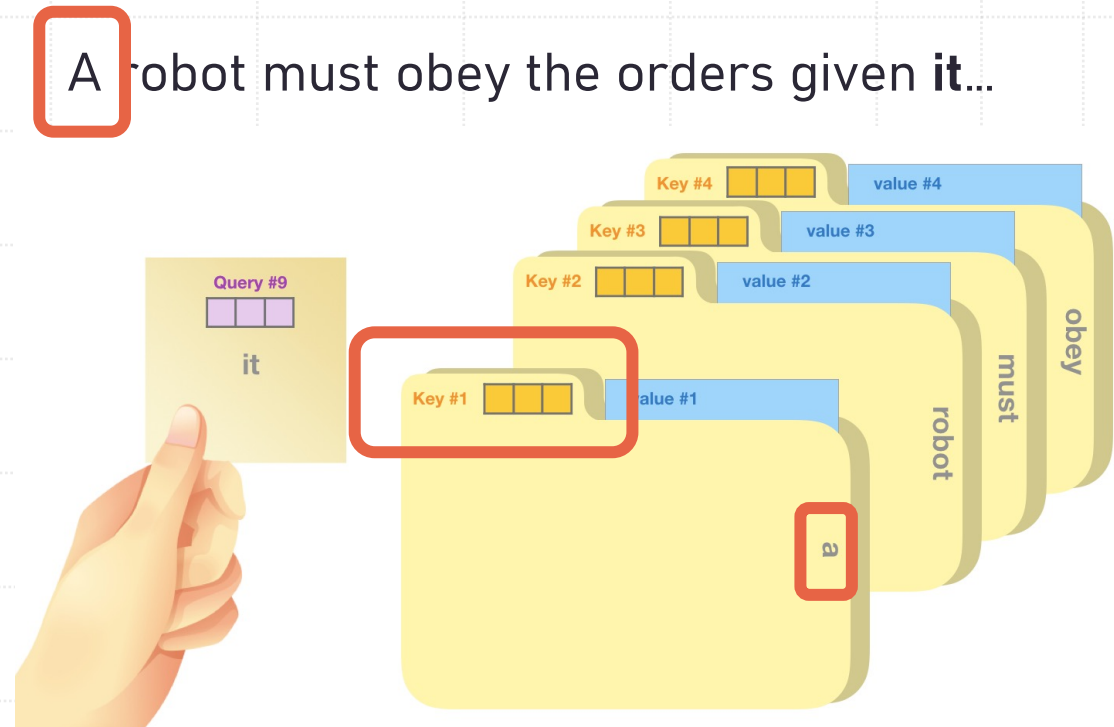 A robot must obey the orders given it...
Key #4 value #4
Key #3 value #3
Query #9
Key #2 value #2
it
obey
must
robot
Key #1 alue #1
a